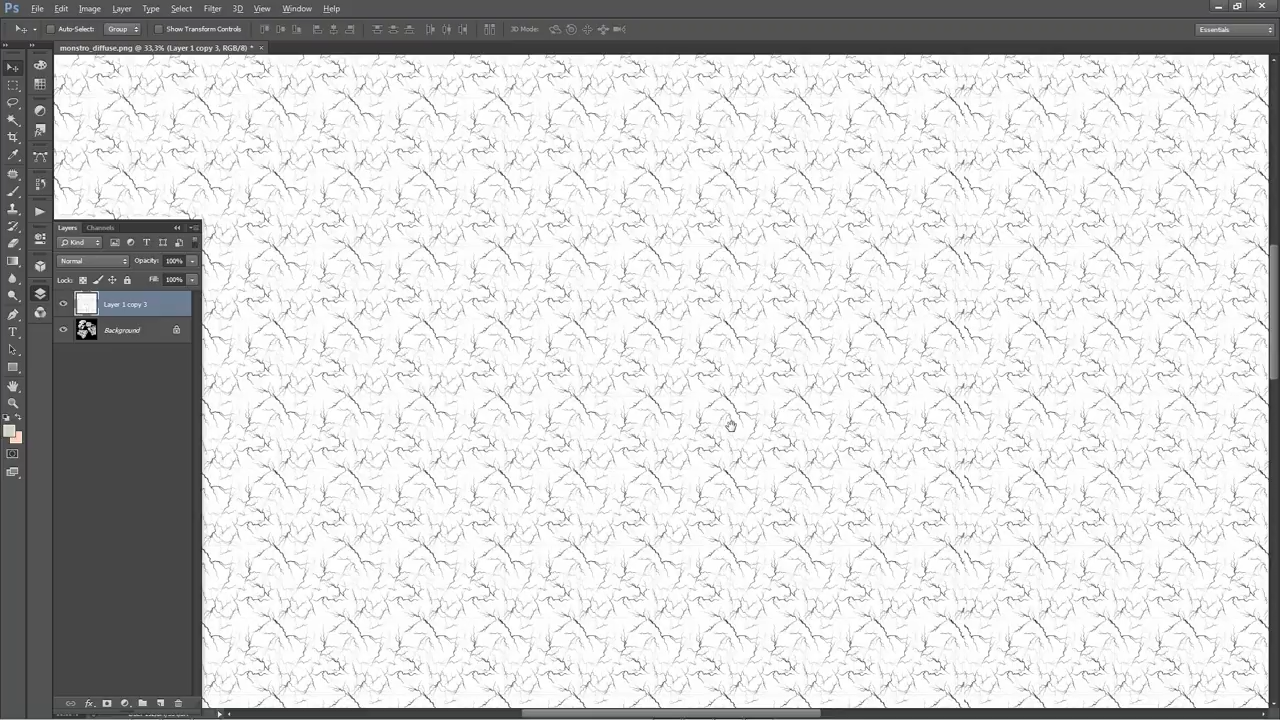 Ps File Edit Image Layer Type Select Filter 3D View Window Help
Auto-Select: Group Show Transform Controls 3D Mode: Essentials
monstro_diffuse.png @ 33,3% (Layer 1 copy 3, RGB/8) * ×
Layers Channels
Kind T
Normal Opacity: 100%
Lock: Fill: 100%
Layer 1 copy 3
Background
fx